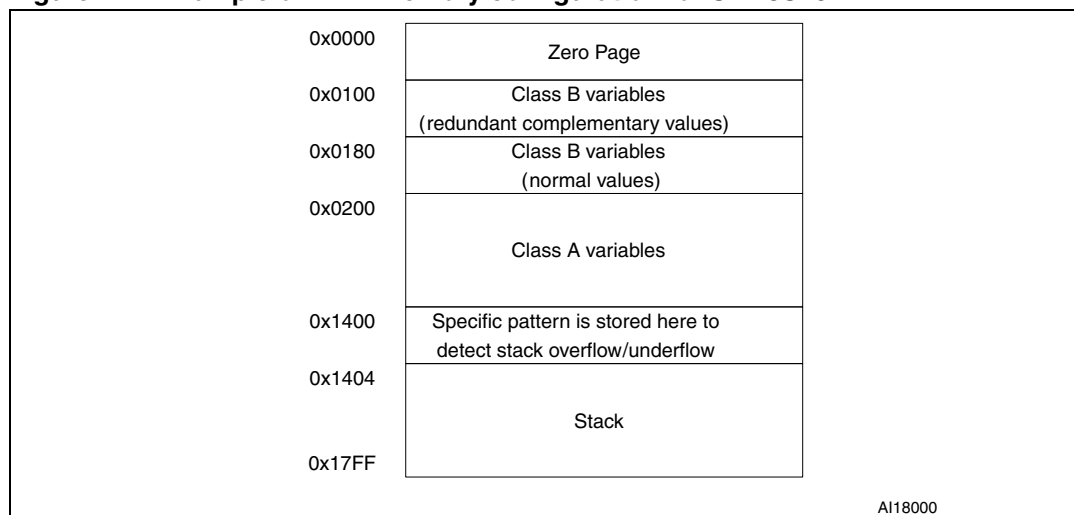 0x0000
Zero Page
0x0100
Class B variables
(redundant complementary values)
0x0180
Class B variables
(normal values)
0x0200
Class A variables
0x1400
Specific pattern is stored here to
detect stack overflow/underflow
0x1404
Stack
0x17FF
AI18000